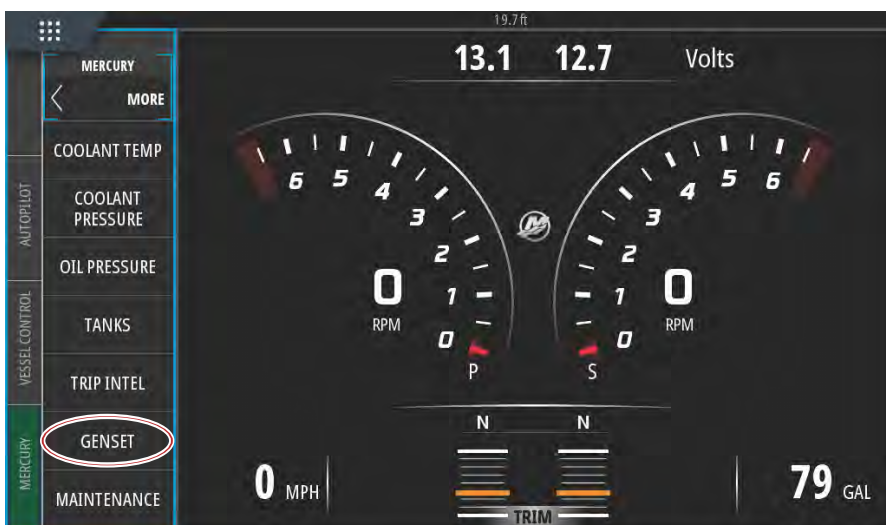 19.7 ft
MERCURY
MORE
COOLANT TEMP
COOLANT
PRESSURE
OIL PRESSURE
TANKS
TRIP INTEL
GENSET
MAINTENANCE
AUTOPILOT
VESSEL CONTROL
MERCURY
13.1 12.7 Volts
6 5 4 3 2 1 0
0
RPM
P
6 5 4 3 2 1 0
0
RPM
S
N N
0 MPH
TRIM
79 GAL